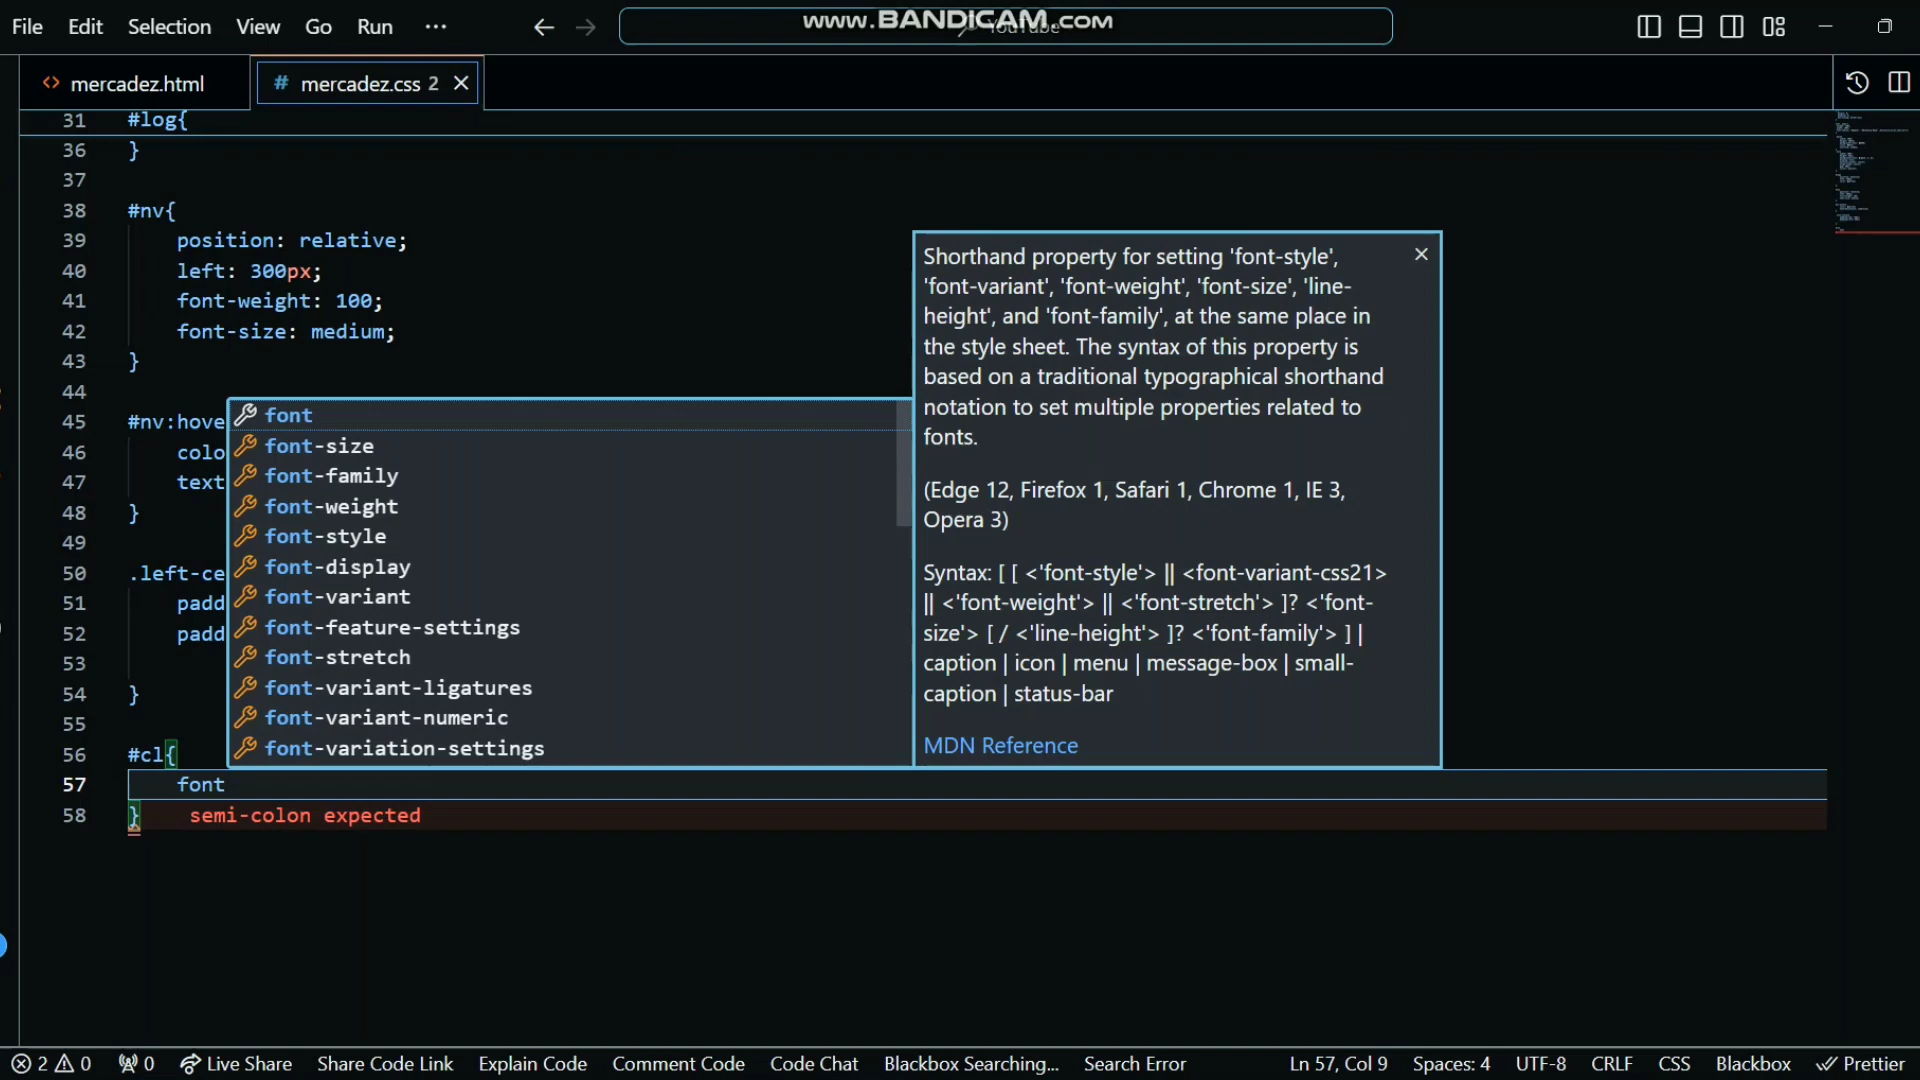 File Edit Selection View Go Run ···
www.BANDICAM.com
YouTube
mercadez.html
# mercadez.css 2
31 #log{
36 }
37
38 #nv{
39 position: relative;
40 left: 300px;
41 font-weight: 100;
42 font-size: medium;
43 }
44
45 #nv:hove
46 colo
47 text
48 }
49
50 .left-ce
51 padd
52 padd
53
54 }
55
56 #cl{
57 font
58 } semi-colon expected
font
font-size
font-family
font-weight
font-style
font-display
font-variant
font-feature-settings
font-stretch
font-variant-ligatures
font-variant-numeric
font-variation-settings
Shorthand property for setting 'font-style',
'font-variant', 'font-weight', 'font-size', 'line-
height', and 'font-family', at the same place in
the style sheet. The syntax of this property is
based on a traditional typographical shorthand
notation to set multiple properties related to
fonts.
(Edge 12, Firefox 1, Safari 1, Chrome 1, IE 3,
Opera 3)
Syntax: [ [ <'font-style'> || <font-variant-css21>
|| <'font-weight'> || <'font-stretch'> ]? <'font-
size'> [ / <'line-height'> ]? <'font-family'> ] |
caption | icon | menu | message-box | small-
caption | status-bar
MDN Reference
2 0 0 Live Share Share Code Link Explain Code Comment Code Code Chat Blackbox Searching... Search Error Ln 57, Col 9 Spaces: 4 UTF-8 CRLF CSS Blackbox Prettier